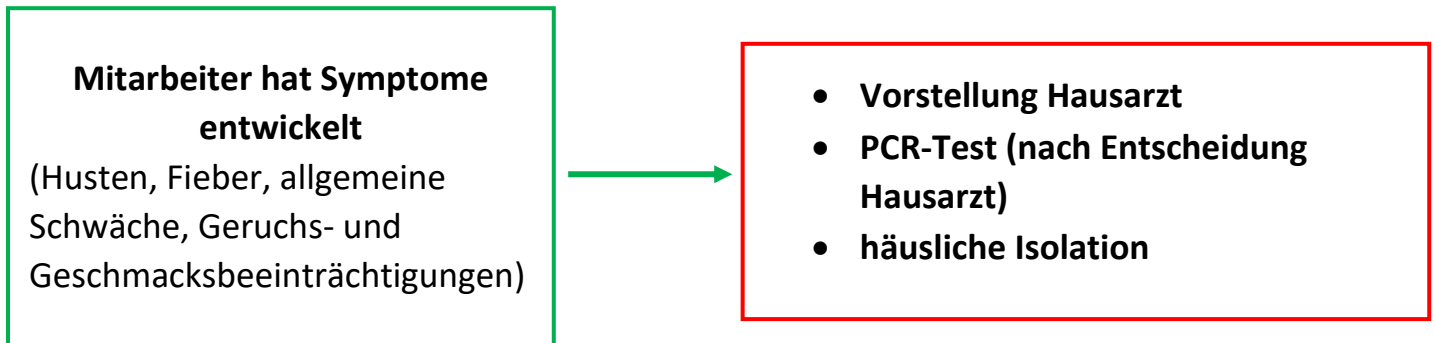 Mitarbeiter hat Symptome
entwickelt
(Husten, Fieber, allgemeine
Schwäche, Geruchs- und
Geschmacksbeeinträchtigungen)
• Vorstellung Hausarzt
• PCR-Test (nach Entscheidung
Hausarzt)
• häusliche Isolation